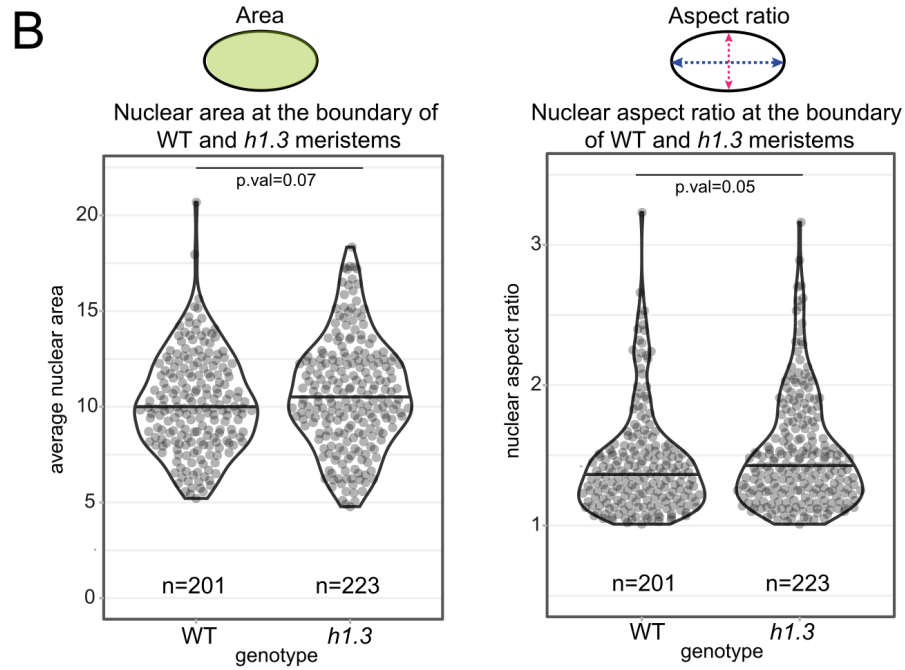 B
Area
Nuclear area at the boundary of
WT and h1.3 meristems
p.val=0.07
average nuclear area
20
15
10
5
0
n=201
n=223
WT
h1.3
genotype
Aspect ratio
Nuclear aspect ratio at the boundary
of WT and h1.3 meristems
p.val=0.05
nuclear aspect ratio
3
2
1
n=201
n=223
WT
h1.3
genotype